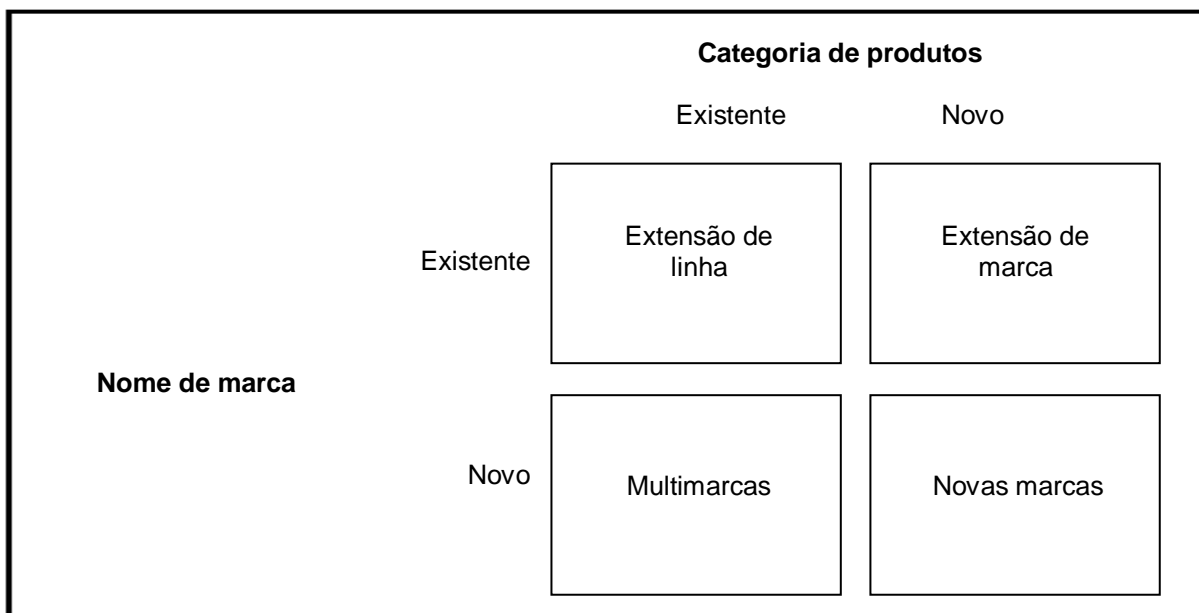 Categoria de produtos
Existente Novo
Existente
Extensão de
linha
Extensão de
marca
Nome de marca
Novo
Multimarcas
Novas marcas